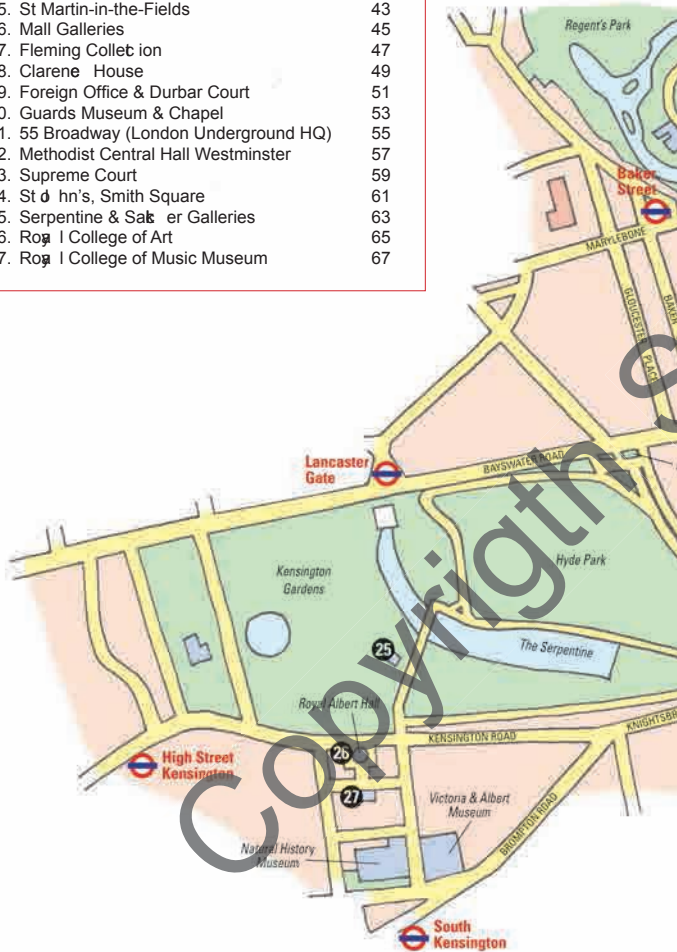 5. St Martin-in-the-Fields 43
6. Mall Galleries 45
7. Fleming Collection 47
8. Clarence House 49
9. Foreign Office & Durbar Court 51
0. Guards Museum & Chapel 53
1. 55 Broadway (London Underground HQ) 55
2. Methodist Central Hall Westminster 57
3. Supreme Court 59
4. St John's, Smith Square 61
5. Serpentine & Sackler Galleries 63
6. Royal College of Art 65
7. Royal College of Music Museum 67
Regent's Park
Baker
Street
MARYLEBONE
GLOUCESTER PLACE
BAKER
Lancaster
Gate
BAYSWATER ROAD
Kensington
Gardens
Hyde Park
25
The Serpentine
Royal Albert Hall
KENSINGTON ROAD
KNIGHTSBR
High Street
Kensington
26
27
Victoria & Albert
Museum
BROMPTON ROAD
Natural History
Museum
South
Kensington
Copyrigth S